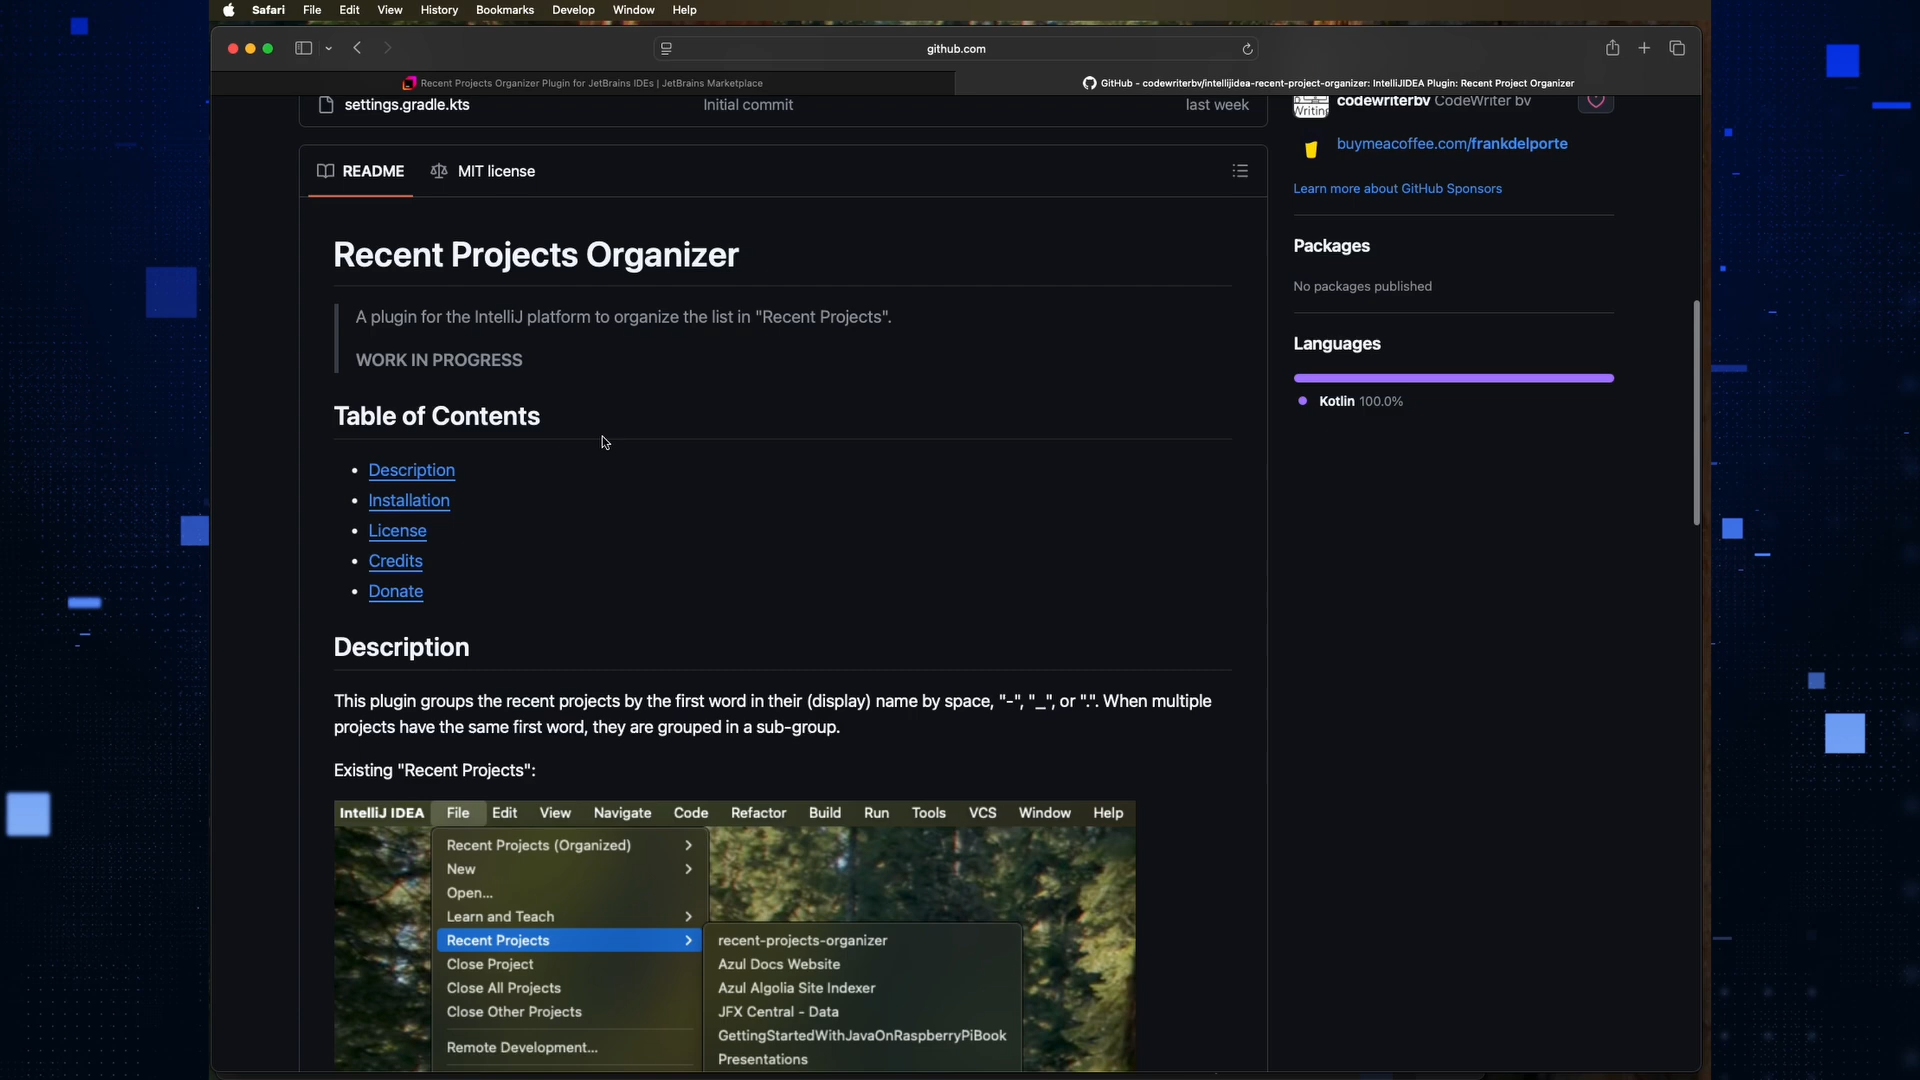 Safari File Edit View History Bookmarks Develop Window Help
github.com
Recent Projects Organizer Plugin for JetBrains IDEs | JetBrains Marketplace
GitHub - codewriterbv/intellijidea-recent-project-organizer: IntelliJIDEA Plugin: Recent Project Organizer
settings.gradle.kts Initial commit last week
Writing
codewriterbv CodeWriter bv
buymeacoffee.com/frankdelporte
Learn more about GitHub Sponsors
Packages
No packages published
Languages
Kotlin 100.0%
README MIT license
Recent Projects Organizer
A plugin for the IntelliJ platform to organize the list in "Recent Projects".
WORK IN PROGRESS
Table of Contents
Description
Installation
License
Credits
Donate
Description
This plugin groups the recent projects by the first word in their (display) name by space, "-", "_", or ".". When multiple
projects have the same first word, they are grouped in a sub-group.
Existing "Recent Projects":
IntelliJ IDEA File Edit View Navigate Code Refactor Build Run Tools VCS Window Help
Recent Projects (Organized)
New
Open...
Learn and Teach
Recent Projects
Close Project
Close All Projects
Close Other Projects
Remote Development...
recent-projects-organizer
Azul Docs Website
Azul Algolia Site Indexer
JFX Central - Data
GettingStartedWithJavaOnRaspberryPiBook
Presentations